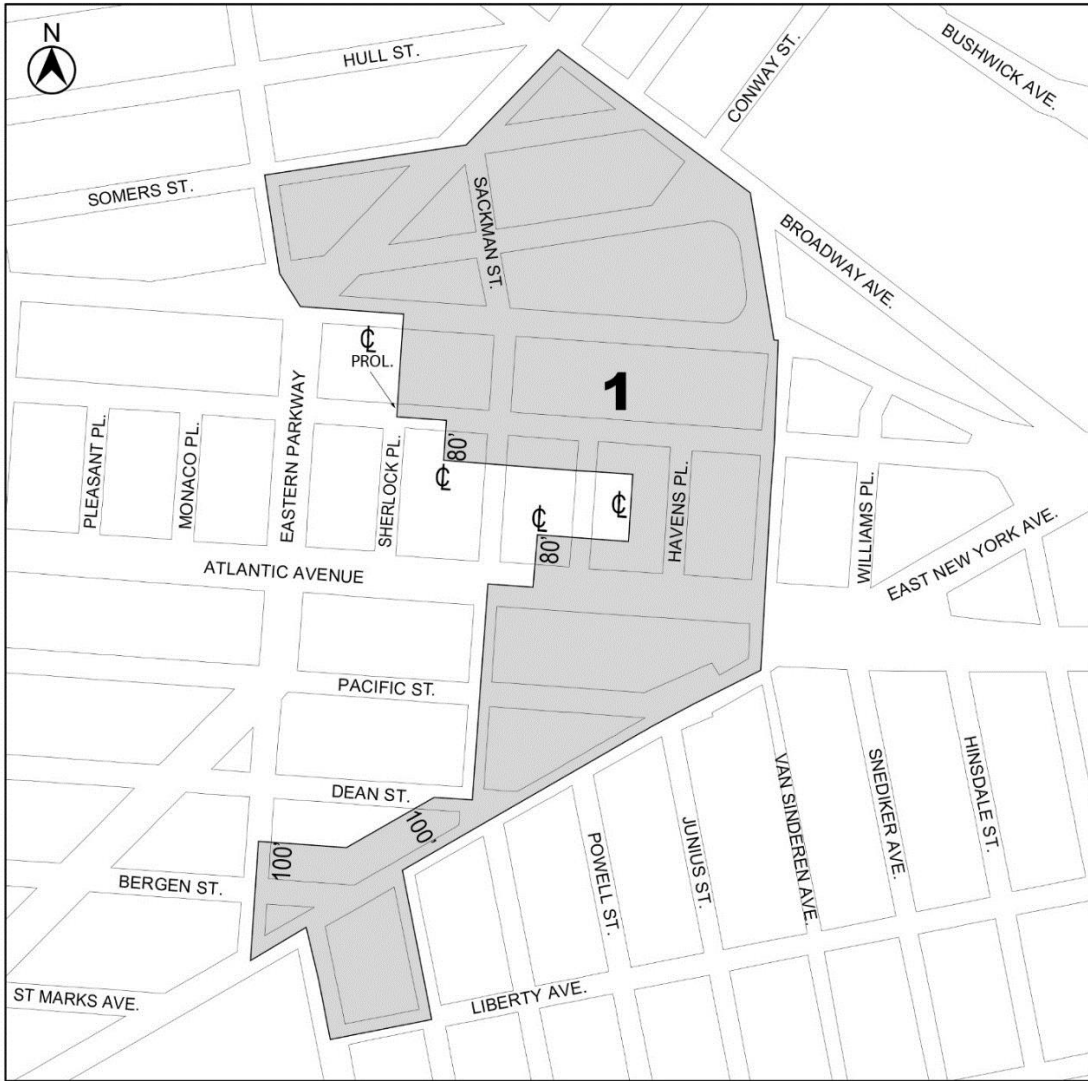 N
HULL ST.
CONWAY ST.
BUSHWICK AVE.
SOMERS ST.
SACKMAN ST.
BROADWAY AVE.
℄
PROL.
1
PLEASANT PL.
MONACO PL.
EASTERN PARKWAY
SHERLOCK PL.
80'
℄
℄
℄
80'
HAVENS PL.
WILLIAMS PL.
ATLANTIC AVENUE
EAST NEW YORK AVE.
PACIFIC ST.
DEAN ST.
100'
100'
BERGEN ST.
POWELL ST.
JUNIUS ST.
VAN SINDEREN AVE.
SNEDIKER AVE.
HINSDALE ST.
ST MARKS AVE.
LIBERTY AVE.